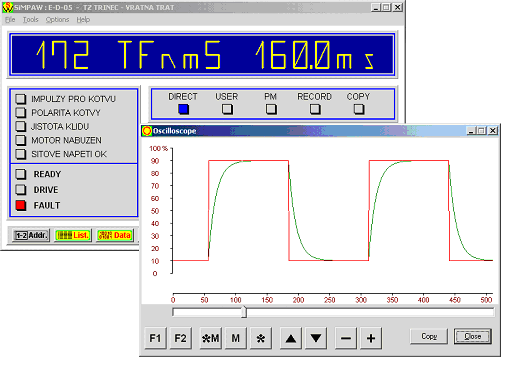 SIMPAW : E-D-05 - TZ TRINEC - VRATNA TRAT
File Tools Options Help
172 TFnmS 160.0ms
IMPULZY PRO KOTVU
POLARITA KOTVY
JISTOTA KLIDU
MOTOR NABUZEN
SITOVE NAPETI OK
READY
DRIVE
FAULT
DIRECT USER PM RECORD COPY
1-2 Addr. List. Data
Oscilloscope
100 %
90
80
70
60
50
40
30
20
10
0
0 50 100 150 200 250 300 350 400 450 500
F1 F2 *M M * ▲ ▼ − +
Copy Close